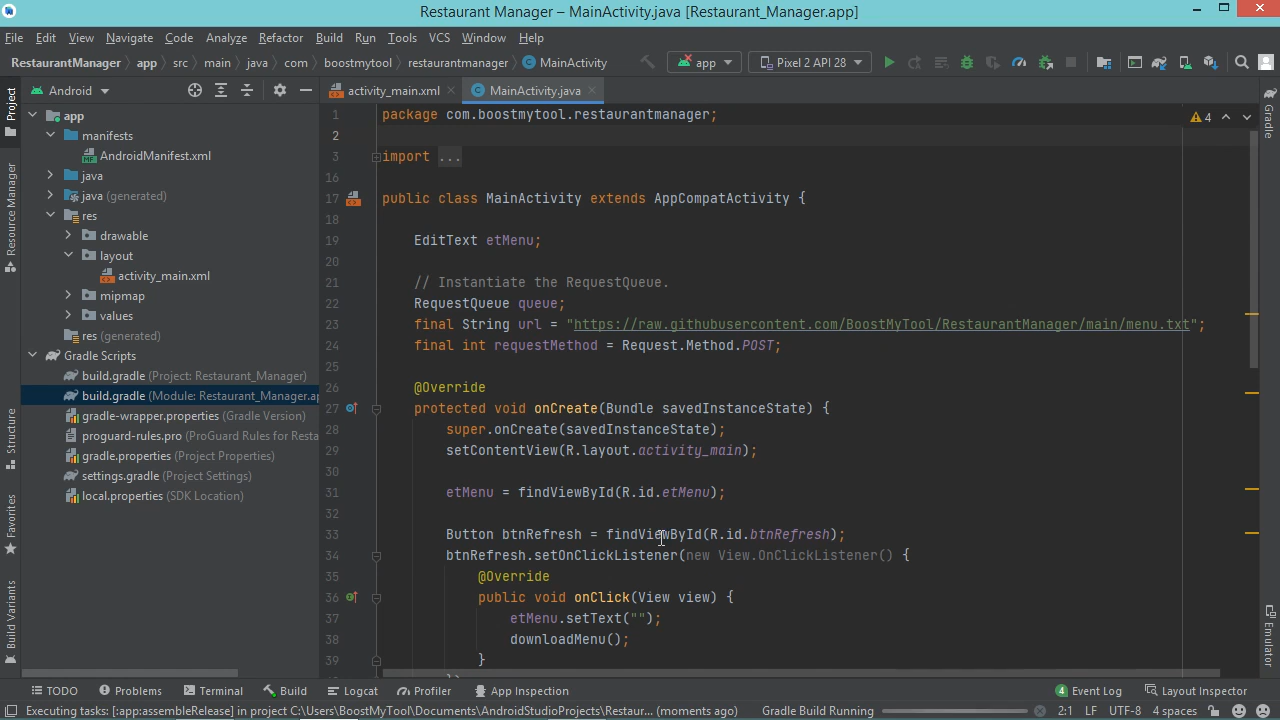 Restaurant Manager – MainActivity.java [Restaurant_Manager.app]
File Edit View Navigate Code Analyze Refactor Build Run Tools VCS Window Help
RestaurantManager app src main java com boostmytool restaurantmanager MainActivity app Pixel 2 API 28
Android activity_main.xml MainActivity.java
Project
Resource Manager
Structure
Favorites
Build Variants
app
manifests
AndroidManifest.xml
java
java (generated)
res
drawable
layout
activity_main.xml
mipmap
values
res (generated)
Gradle Scripts
build.gradle (Project: Restaurant_Manager)
build.gradle (Module: Restaurant_Manager.ap
gradle-wrapper.properties (Gradle Version)
proguard-rules.pro (ProGuard Rules for Resta
gradle.properties (Project Properties)
settings.gradle (Project Settings)
local.properties (SDK Location)
1 package com.boostmytool.restaurantmanager;
2
3 import ...
16
17 public class MainActivity extends AppCompatActivity {
18
19 EditText etMenu;
20
21 // Instantiate the RequestQueue.
22 RequestQueue queue;
23 final String url = "https://raw.githubusercontent.com/BoostMyTool/RestaurantManager/main/menu.txt";
24 final int requestMethod = Request.Method.POST;
25
26 @Override
27 protected void onCreate(Bundle savedInstanceState) {
28 super.onCreate(savedInstanceState);
29 setContentView(R.layout.activity_main);
30
31 etMenu = findViewById(R.id.etMenu);
32
33 Button btnRefresh = findViewById(R.id.btnRefresh);
34 btnRefresh.setOnClickListener(new View.OnClickListener() {
35 @Override
36 public void onClick(View view) {
37 etMenu.setText("");
38 downloadMenu();
39 }
4
Gradle
Emulator
TODO Problems Terminal Build Logcat Profiler App Inspection 4 Event Log Layout Inspector
Executing tasks: [:app:assembleRelease] in project C:\Users\BoostMyTool\Documents\AndroidStudioProjects\Restaur... (moments ago) Gradle Build Running 2:1 LF UTF-8 4 spaces